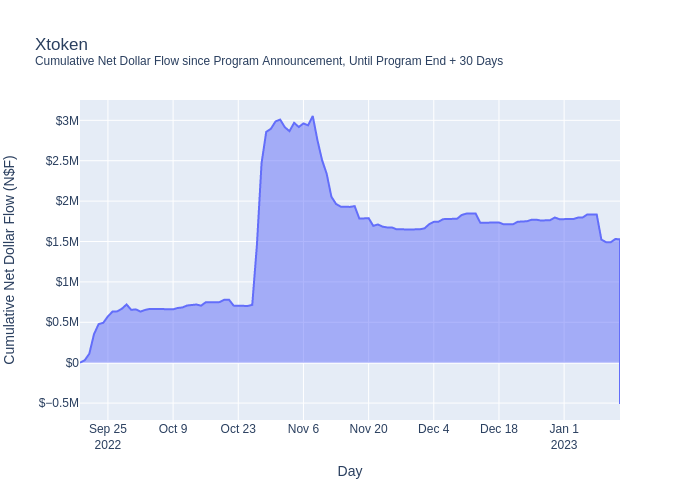 Xtoken
Cumulative Net Dollar Flow since Program Announcement, Until Program End + 30 Days
Cumulative Net Dollar Flow (N$F)
$3M
$2.5M
$2M
$1.5M
$1M
$0.5M
$0
$−0.5M
Sep 25 Oct 9 Oct 23 Nov 6 Nov 20 Dec 4 Dec 18 Jan 1
2022 2023
Day